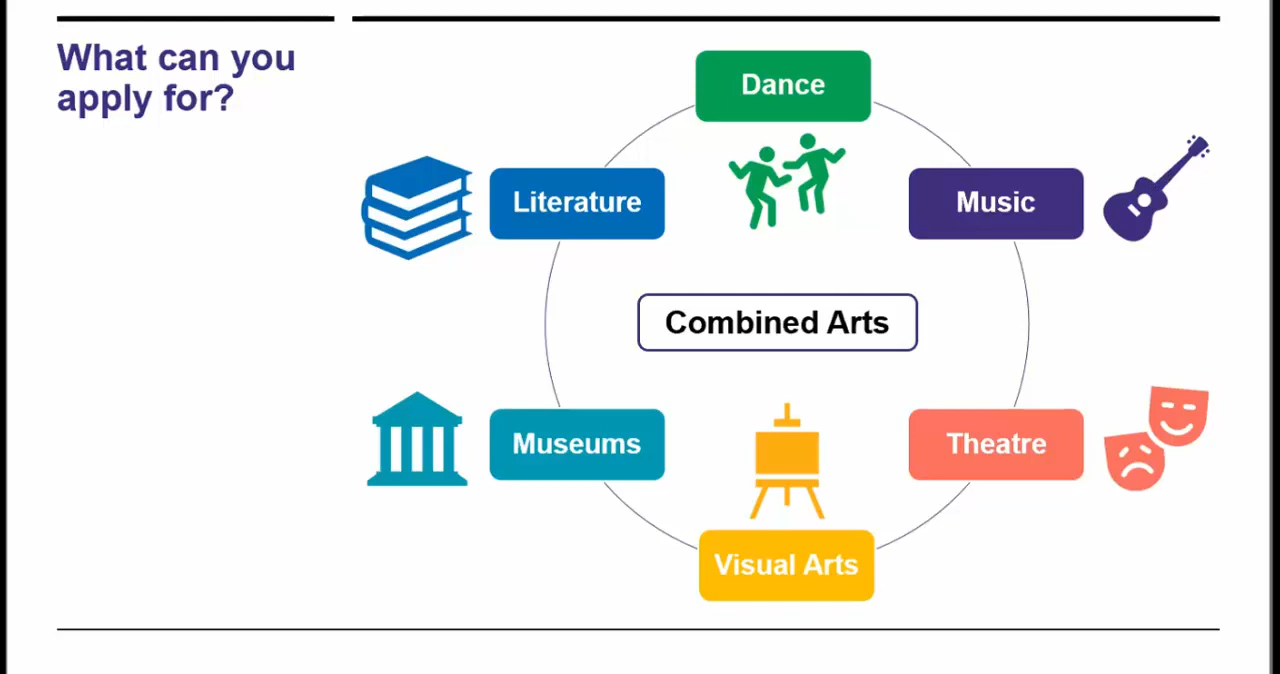 What can you
apply for?
Dance
Literature
Music
Combined Arts
Museums
Theatre
Visual Arts